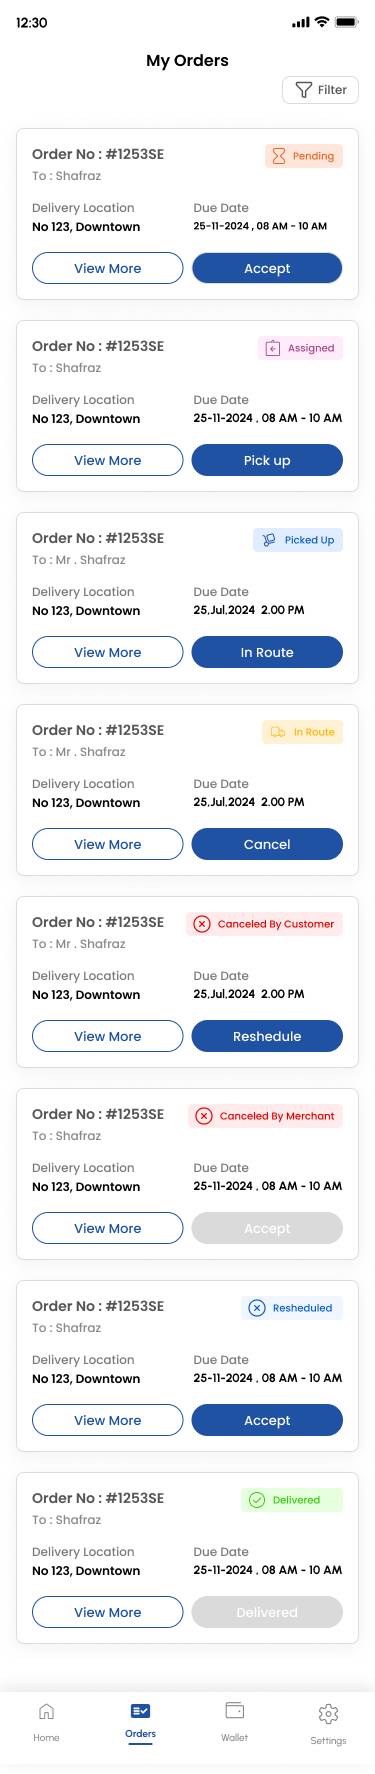 12:30
My Orders
Filter
Order No : #1253SE
Pending
To : Shafraz
Delivery Location
Due Date
No 123, Downtown
25-11-2024 , 08 AM - 10 AM
View More
Accept
Order No : #1253SE
Assigned
To : Shafraz
Delivery Location
Due Date
No 123, Downtown
25-11-2024 , 08 AM - 10 AM
View More
Pick up
Order No : #1253SE
Picked Up
To : Mr . Shafraz
Delivery Location
Due Date
No 123, Downtown
25,Jul,2024 2.00 PM
View More
In Route
Order No : #1253SE
In Route
To : Mr . Shafraz
Delivery Location
Due Date
No 123, Downtown
25,Jul,2024 2.00 PM
View More
Cancel
Order No : #1253SE
Canceled By Customer
To : Mr . Shafraz
Delivery Location
Due Date
No 123, Downtown
25,Jul,2024 2.00 PM
View More
Reshedule
Order No : #1253SE
Canceled By Merchant
To : Shafraz
Delivery Location
Due Date
No 123, Downtown
25-11-2024 , 08 AM - 10 AM
View More
Accept
Order No : #1253SE
Resheduled
To : Shafraz
Delivery Location
Due Date
No 123, Downtown
25-11-2024 , 08 AM - 10 AM
View More
Accept
Order No : #1253SE
Delivered
To : Shafraz
Delivery Location
Due Date
No 123, Downtown
25-11-2024 , 08 AM - 10 AM
View More
Delivered
Home
Orders
Wallet
Settings